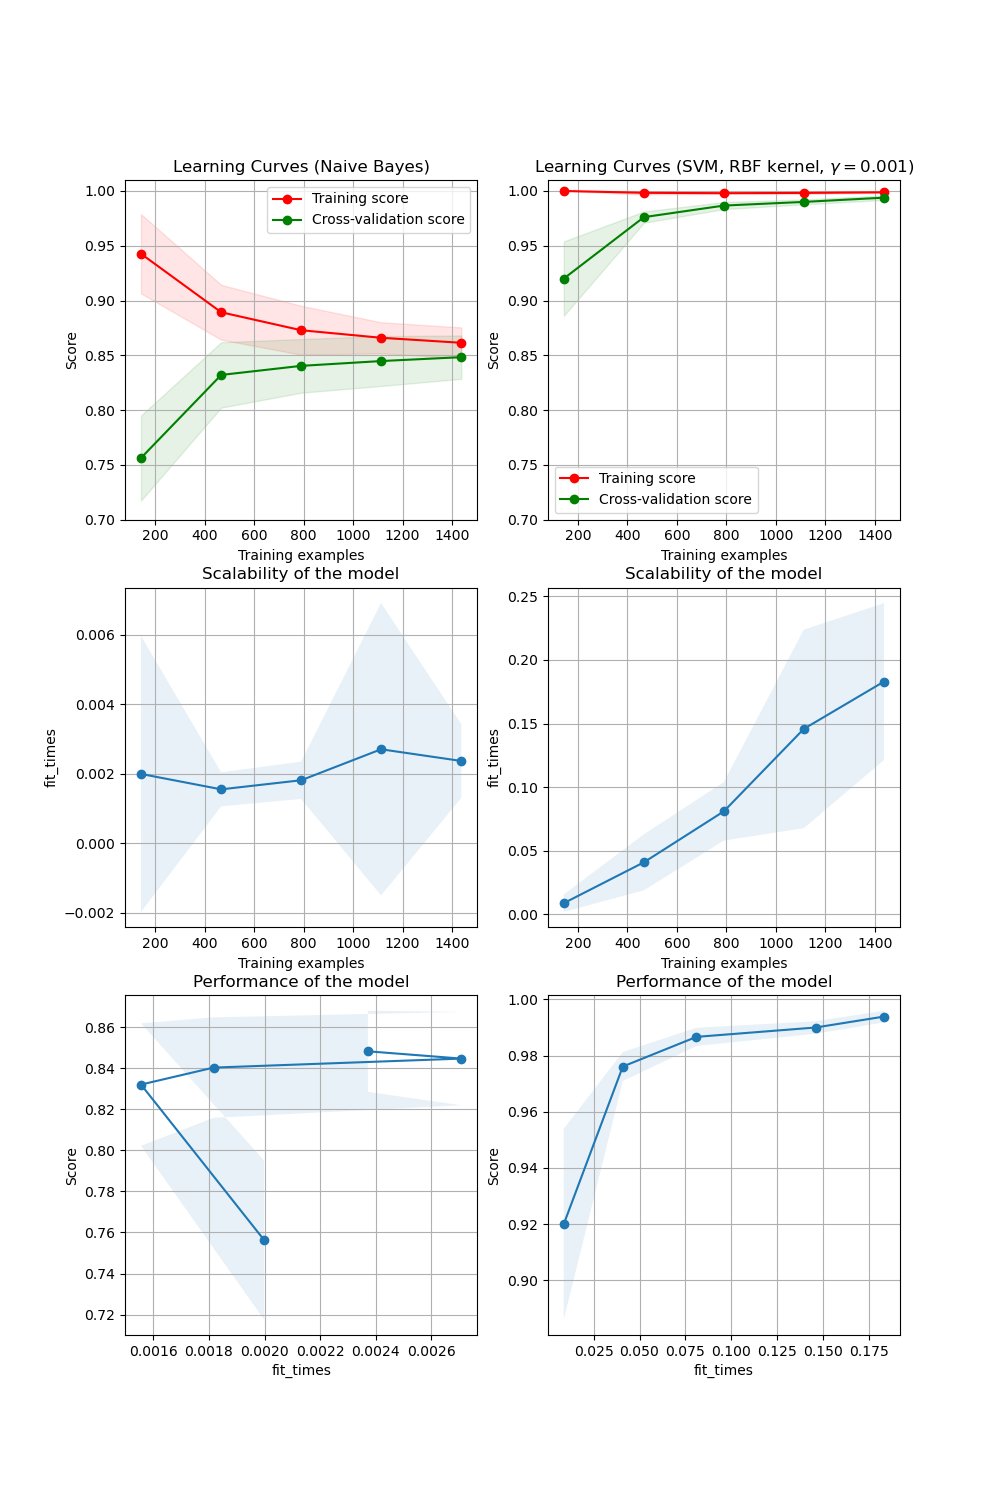 Learning Curves (Naive Bayes)
Score
1.00
0.95
0.90
0.85
0.80
0.75
0.70
Training score
Cross-validation score
200 400 600 800 1000 1200 1400
Training examples
Learning Curves (SVM, RBF kernel, γ = 0.001)
Score
1.00
0.95
0.90
0.85
0.80
0.75
0.70
Training score
Cross-validation score
200 400 600 800 1000 1200 1400
Training examples
Scalability of the model
fit_times
0.006
0.004
0.002
0.000
−0.002
200 400 600 800 1000 1200 1400
Training examples
Scalability of the model
fit_times
0.25
0.20
0.15
0.10
0.05
0.00
200 400 600 800 1000 1200 1400
Training examples
Performance of the model
Score
0.86
0.84
0.82
0.80
0.78
0.76
0.74
0.72
0.0016 0.0018 0.0020 0.0022 0.0024 0.0026
fit_times
Performance of the model
Score
1.00
0.98
0.96
0.94
0.92
0.90
0.025 0.050 0.075 0.100 0.125 0.150 0.175
fit_times